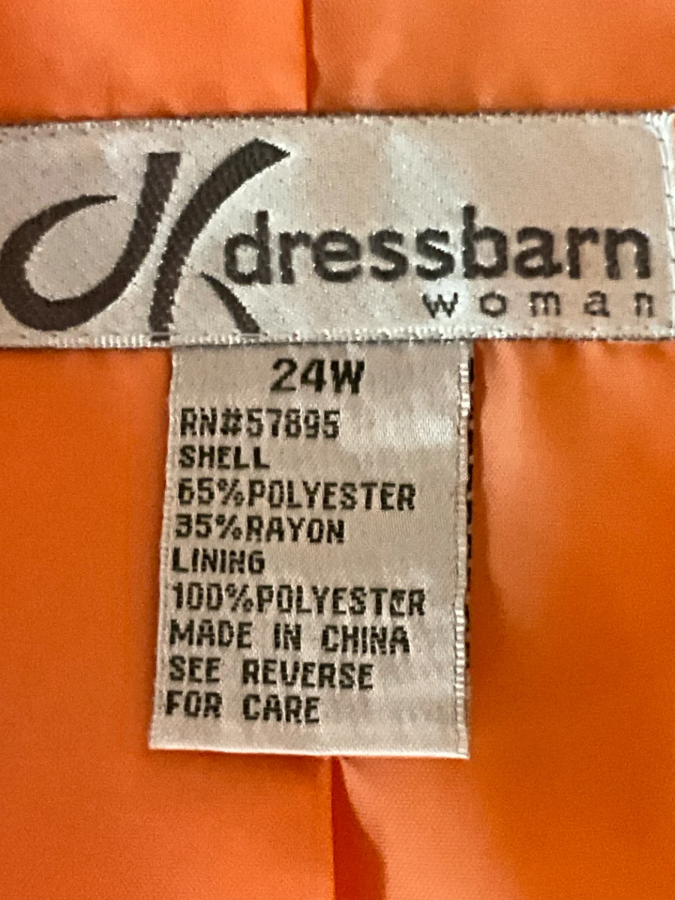 dressbarn
woman
24W
RN#57895
SHELL
65%POLYESTER
35%RAYON
LINING
100%POLYESTER
MADE IN CHINA
SEE REVERSE
FOR CARE